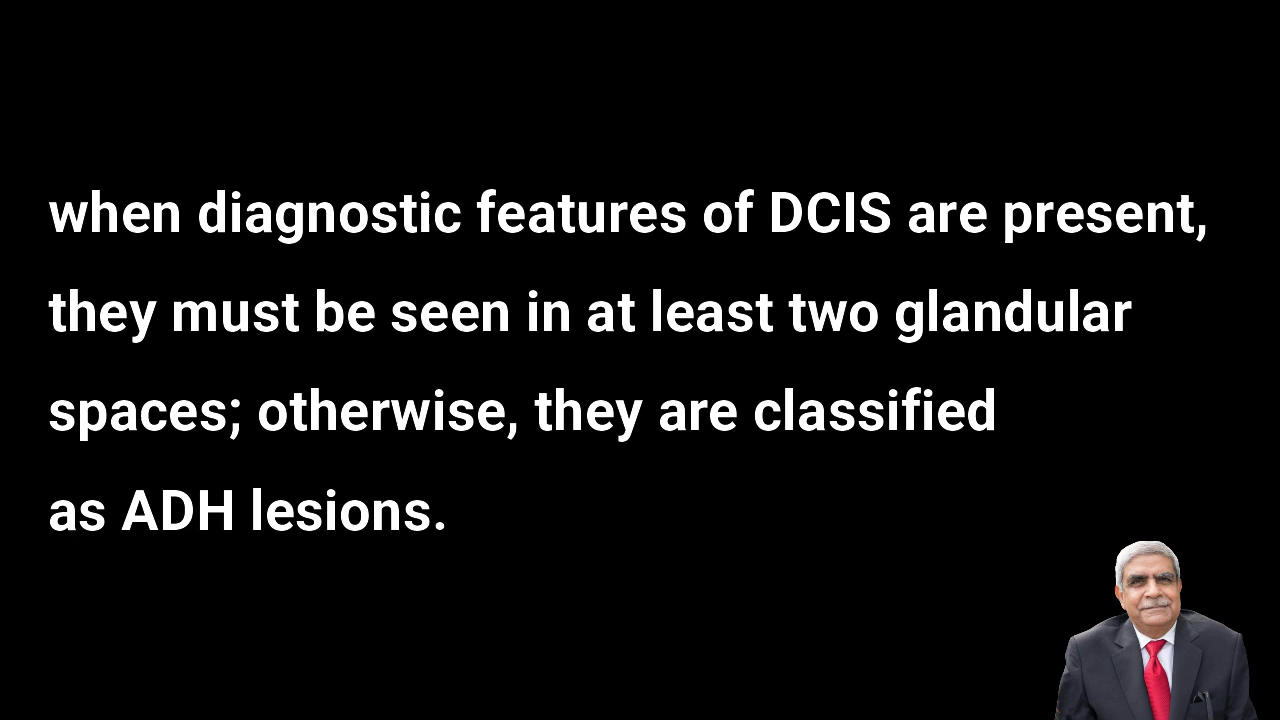 when diagnostic features of DCIS are present,
they must be seen in at least two glandular
spaces; otherwise, they are classified
as ADH lesions.